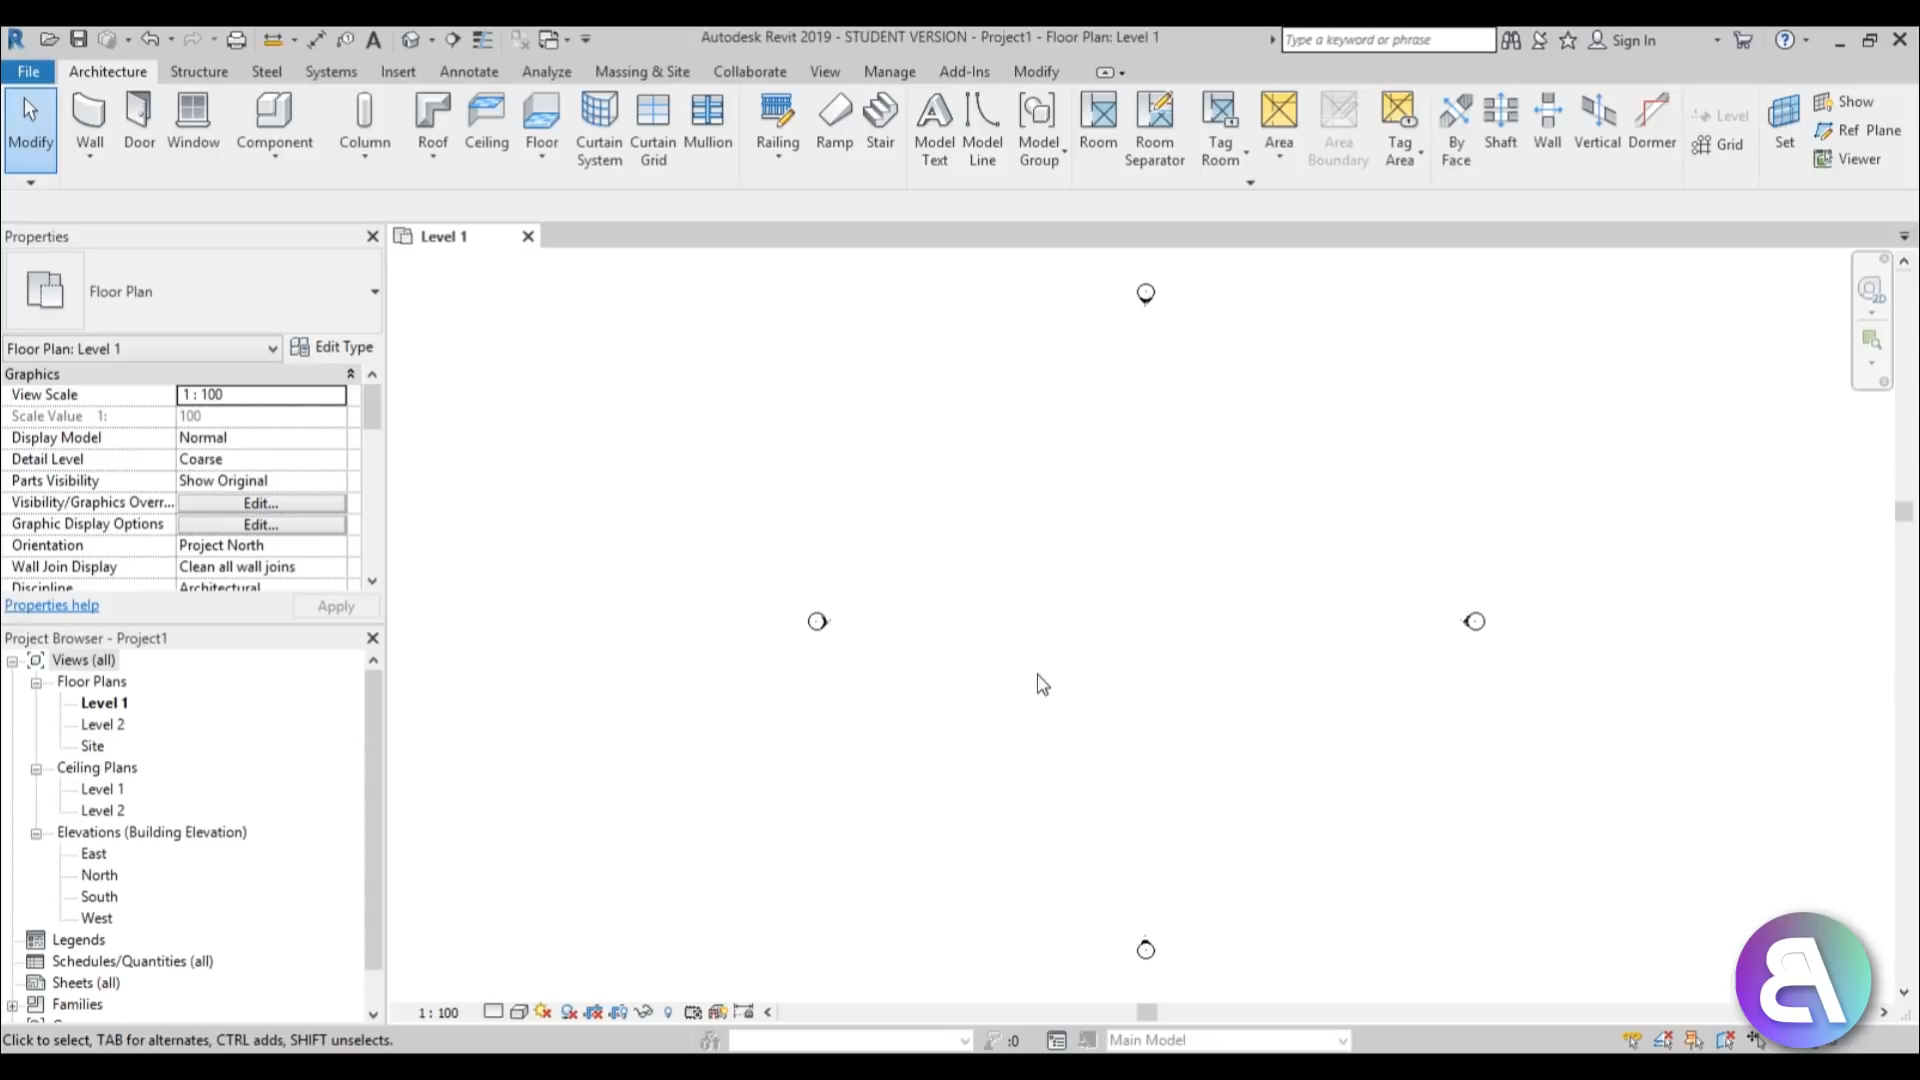 Autodesk Revit 2019 - STUDENT VERSION - Project1 - Floor Plan: Level 1
Type a keyword or phrase
Sign In
File Architecture Structure Steel Systems Insert Annotate Analyze Massing & Site Collaborate View Manage Add-Ins Modify
Modify Wall Door Window Component Column Roof Ceiling Floor Curtain System Curtain Grid Mullion Railing Ramp Stair Model Text Model Line Model Group Room Room Separator Tag Room Area Area Boundary Tag Area By Face Shaft Wall Vertical Dormer Level Grid Set Show Ref Plane Viewer
Properties
Level 1
Floor Plan
Floor Plan: Level 1
Edit Type
Graphics
View Scale 1 : 100
Scale Value 1: 100
Display Model Normal
Detail Level Coarse
Parts Visibility Show Original
Visibility/Graphics Overr... Edit...
Graphic Display Options Edit...
Orientation Project North
Wall Join Display Clean all wall joins
Discipline Architectural
Properties help
Apply
Project Browser - Project1
Views (all)
Floor Plans
Level 1
Level 2
Site
Ceiling Plans
Level 1
Level 2
Elevations (Building Elevation)
East
North
South
West
Legends
Schedules/Quantities (all)
Sheets (all)
Families
1 : 100
Click to select, TAB for alternates, CTRL adds, SHIFT unselects.
:0
Main Model
2D